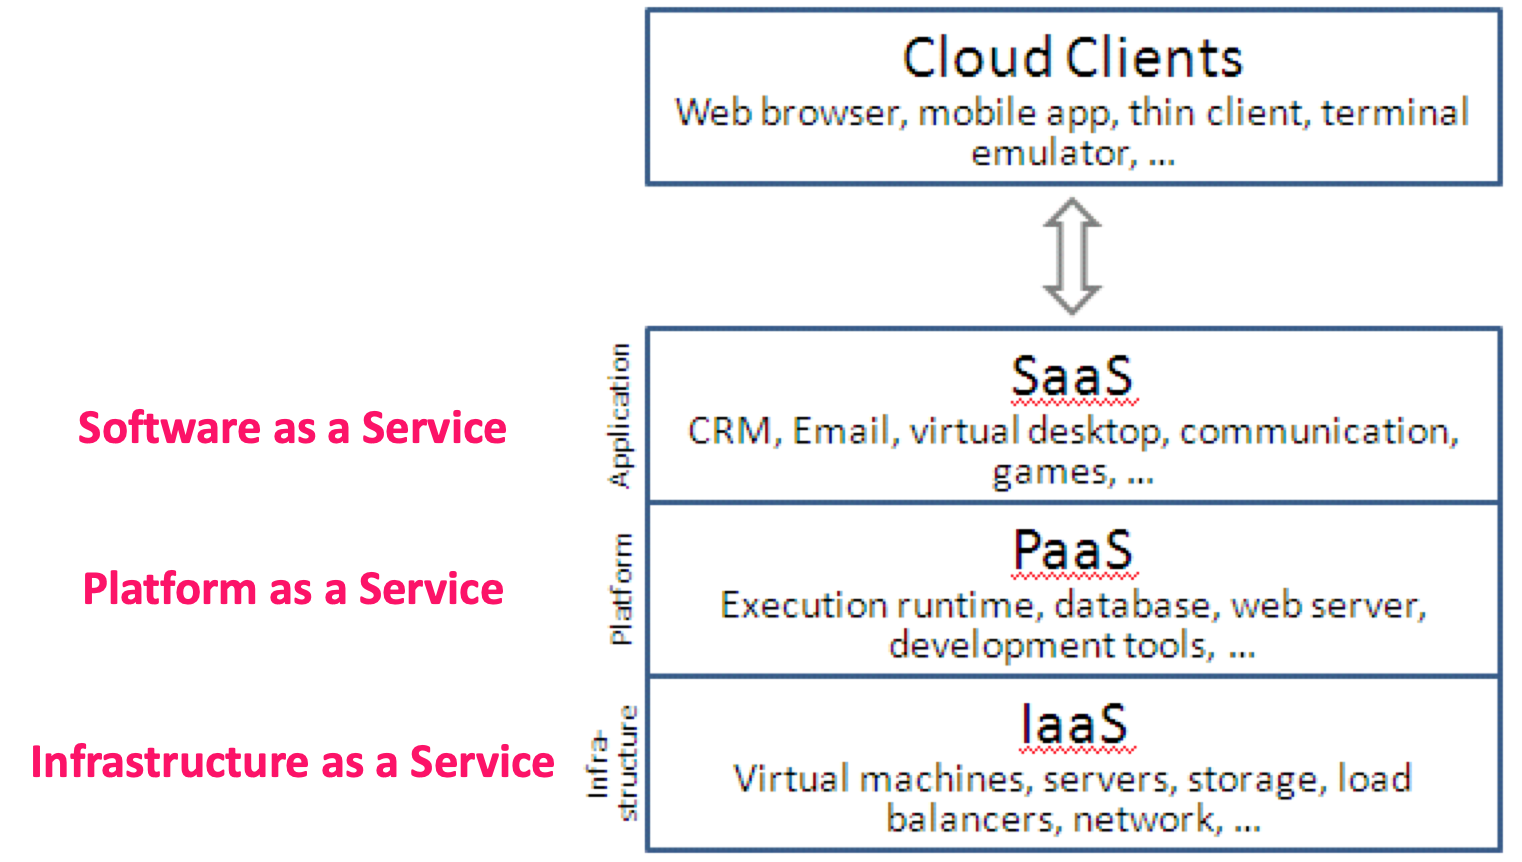 Cloud Clients
Web browser, mobile app, thin client, terminal
emulator, ...
Software as a Service
Application
SaaS
CRM, Email, virtual desktop, communication,
games, ...
Platform as a Service
Platform
PaaS
Execution runtime, database, web server,
development tools, ...
Infrastructure as a Service
Infra-
structure
IaaS
Virtual machines, servers, storage, load
balancers, network, ...